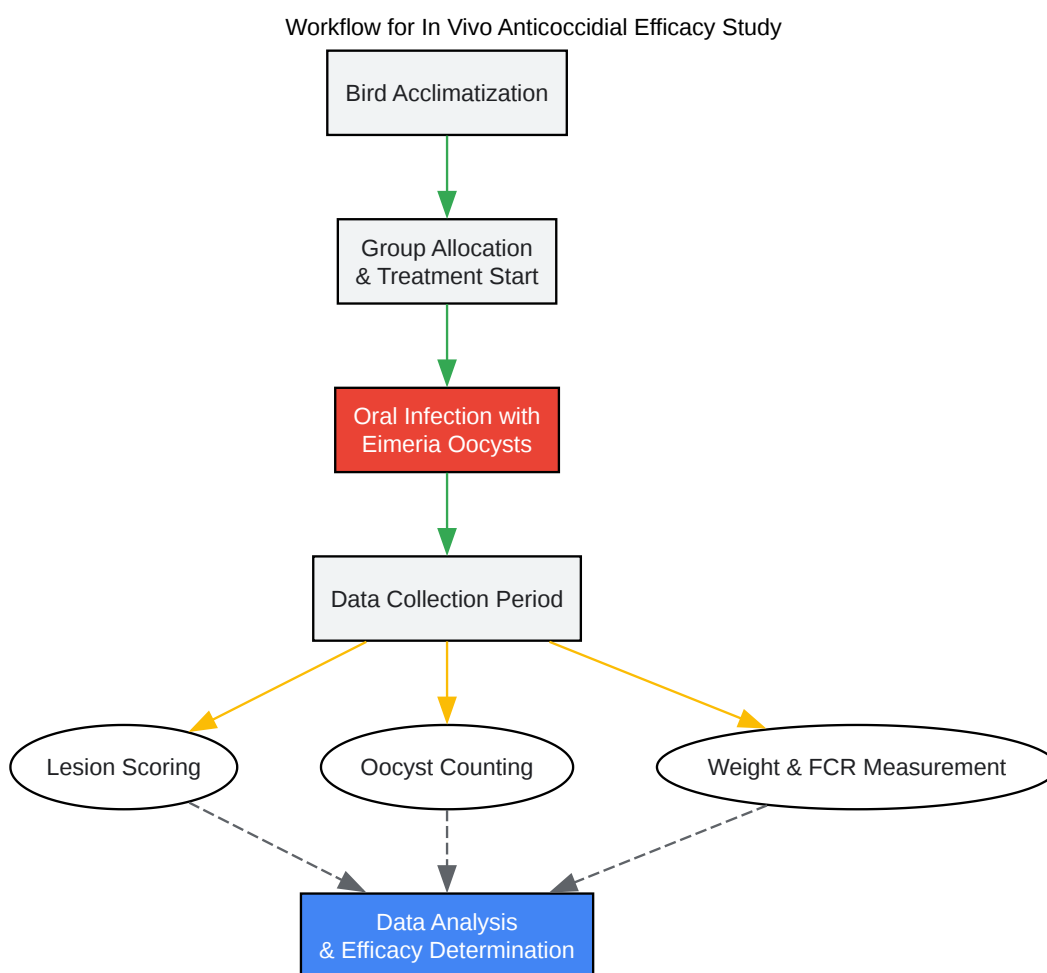 Workflow for In Vivo Anticoccidial Efficacy Study
Bird Acclimatization
Group Allocation
& Treatment Start
Oral Infection with
Eimeria Oocysts
Data Collection Period
Lesion Scoring
Oocyst Counting
Weight & FCR Measurement
Data Analysis
& Efficacy Determination